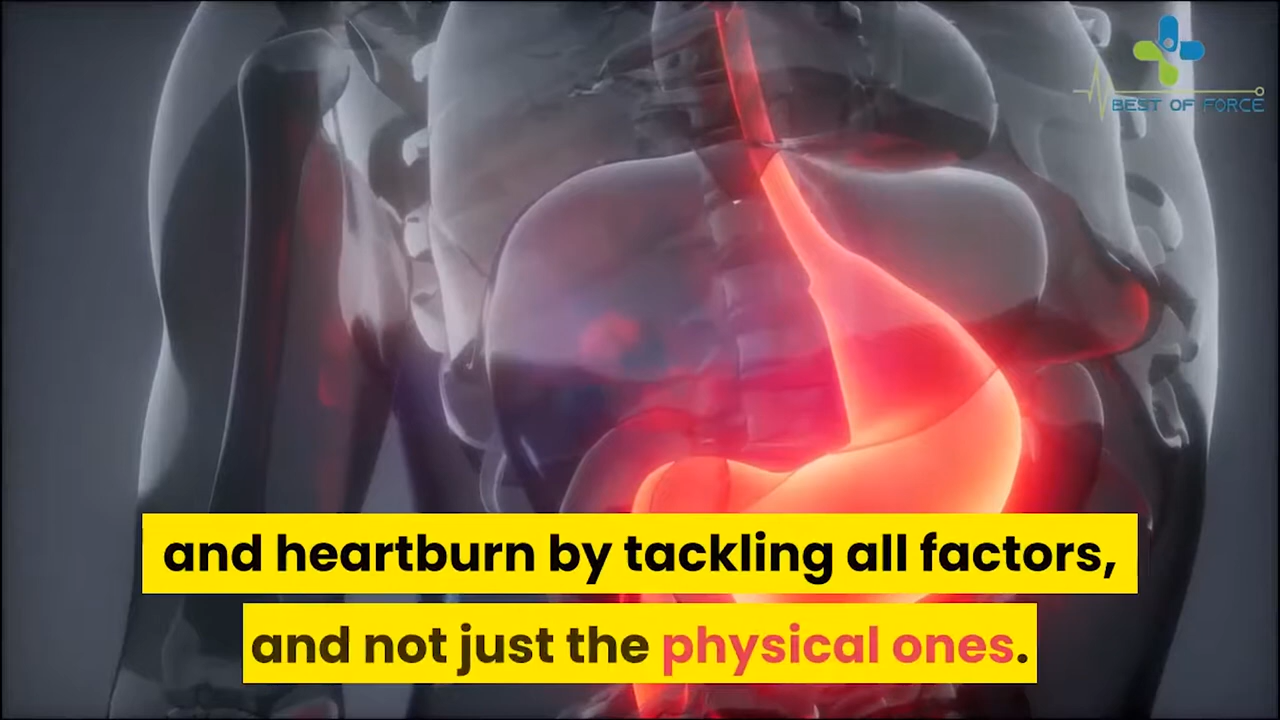 BEST OF FORCE
and heartburn by tackling all factors,
and not just the physical ones.